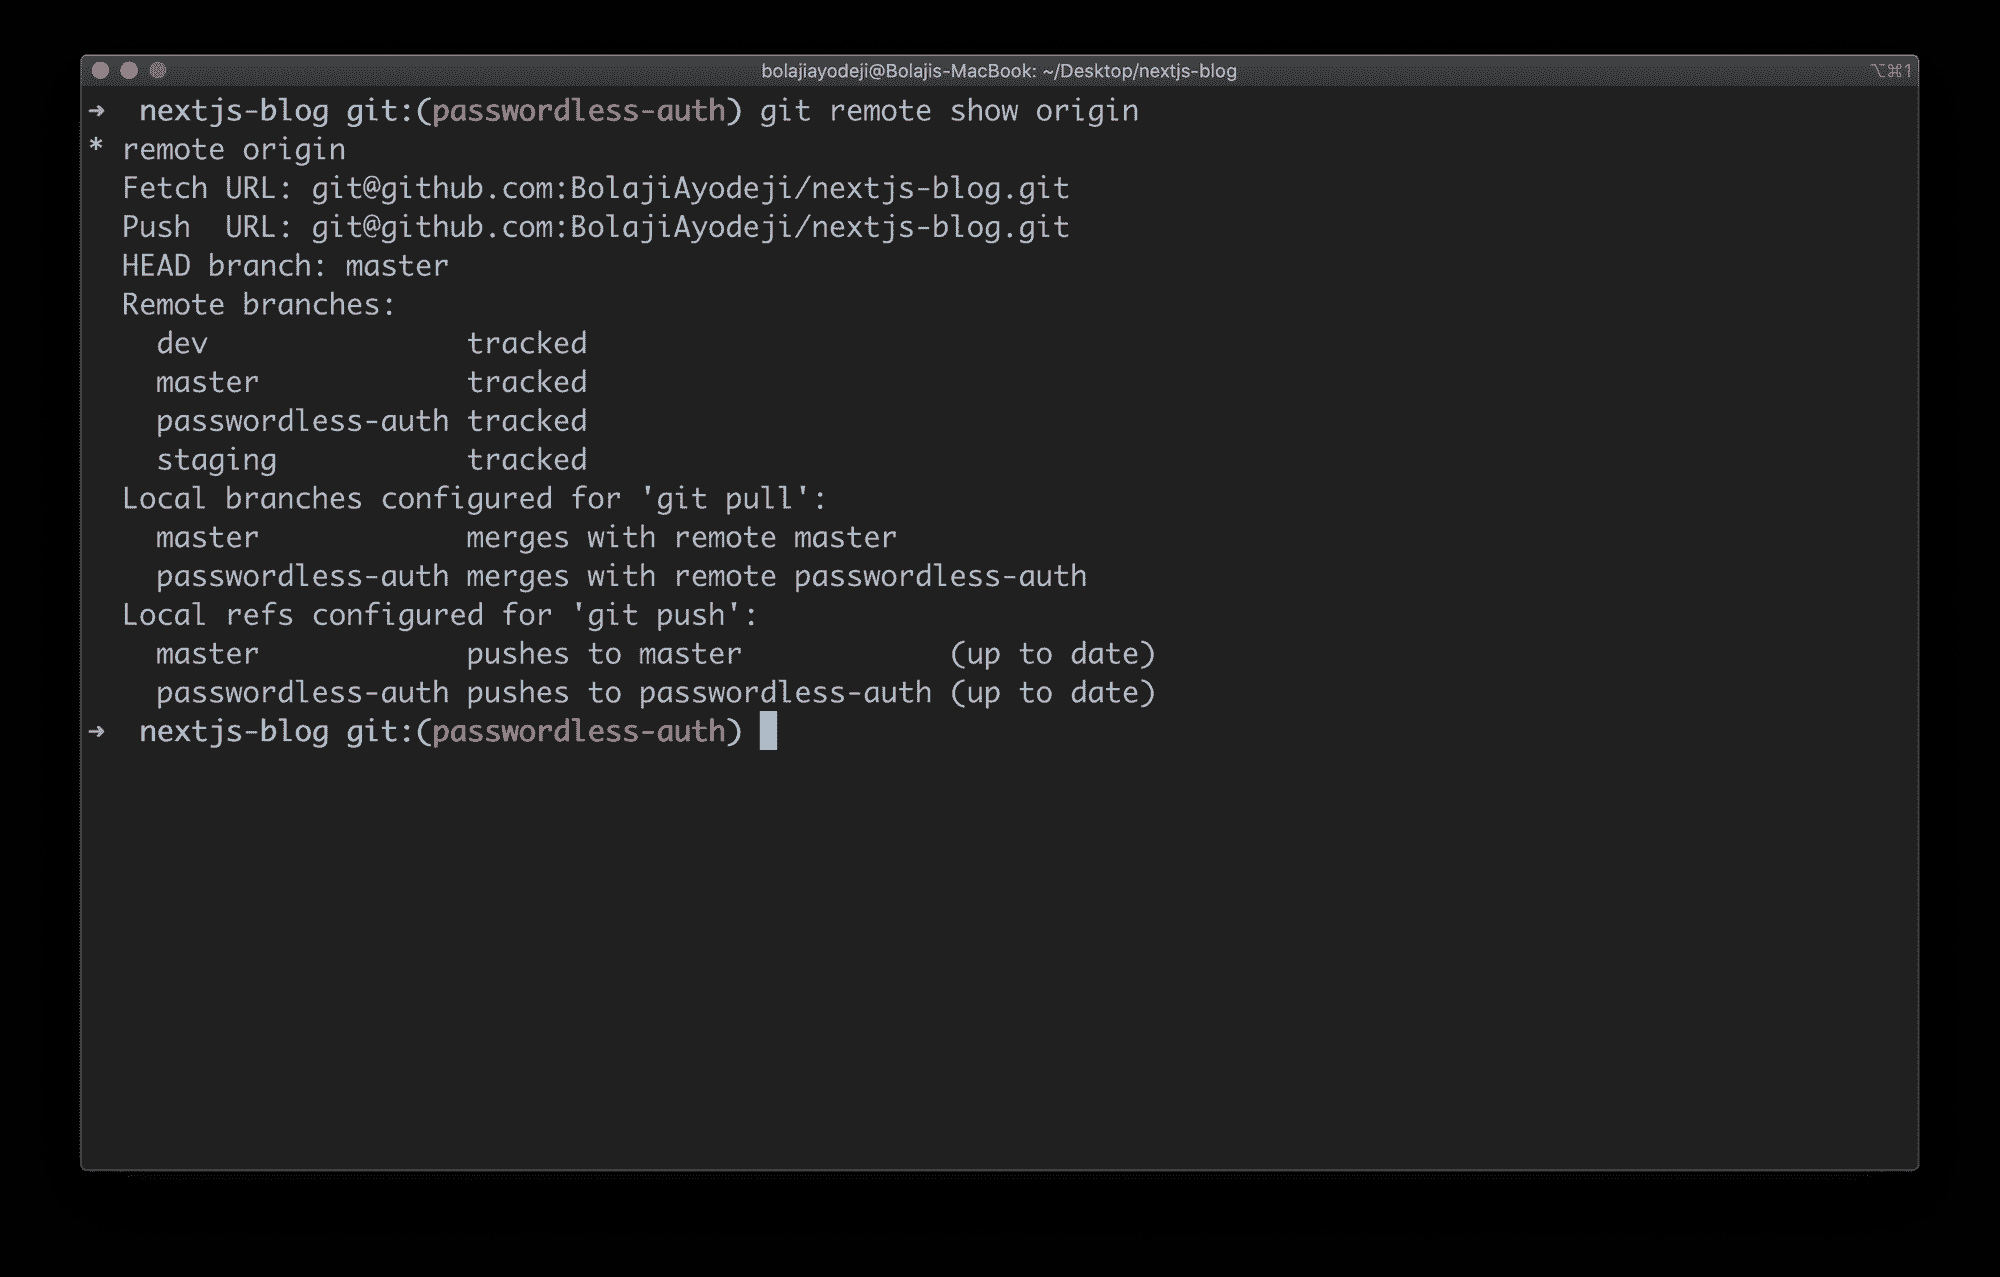 bolajiayodeji@Bolajis-MacBook: ~/Desktop/nextjs-blog ⌥⌘1
➜  nextjs-blog git:(passwordless-auth) git remote show origin
* remote origin
  Fetch URL: git@github.com:BolajiAyodeji/nextjs-blog.git
  Push  URL: git@github.com:BolajiAyodeji/nextjs-blog.git
  HEAD branch: master
  Remote branches:
    dev               tracked
    master            tracked
    passwordless-auth tracked
    staging           tracked
  Local branches configured for 'git pull':
    master            merges with remote master
    passwordless-auth merges with remote passwordless-auth
  Local refs configured for 'git push':
    master            pushes to master            (up to date)
    passwordless-auth pushes to passwordless-auth (up to date)
➜  nextjs-blog git:(passwordless-auth)